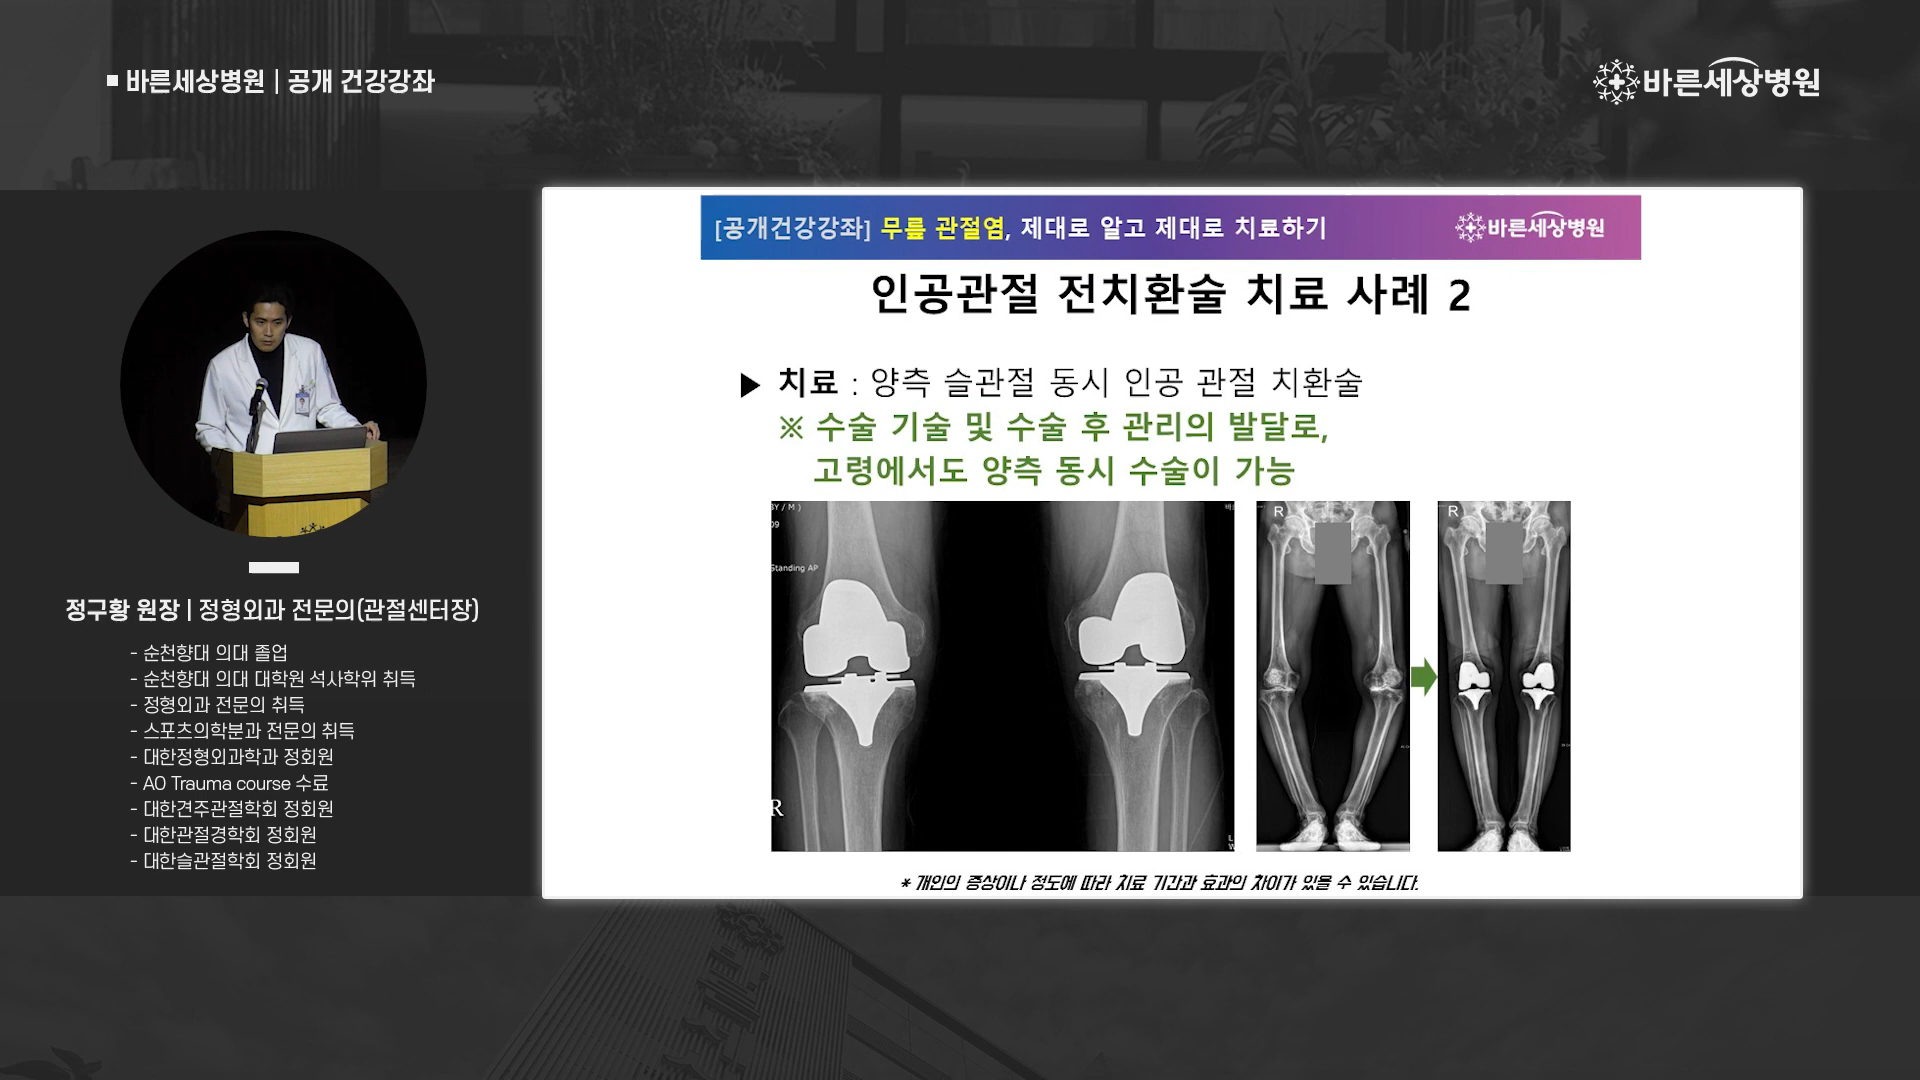 바른세상병원 | 공개 건강강좌
바른세상병원
[공개건강강좌] 무릎 관절염, 제대로 알고 제대로 치료하기
바른세상병원
인공관절 전치환술 치료 사례 2
▶ 치료 : 양측 슬관절 동시 인공 관절 치환술
※ 수술 기술 및 수술 후 관리의 발달로,
고령에서도 양측 동시 수술이 가능
Standing AP
R
R
R
* 개인의 증상이나 정도에 따라 치료 기간과 효과의 차이가 있을 수 있습니다.
정구황 원장 | 정형외과 전문의(관절센터장)
- 순천향대 의대 졸업
- 순천향대 의대 대학원 석사학위 취득
- 정형외과 전문의 취득
- 스포츠의학분과 전문의 취득
- 대한정형외과학과 정회원
- AO Trauma course 수료
- 대한견주관절학회 정회원
- 대한관절경학회 정회원
- 대한슬관절학회 정회원